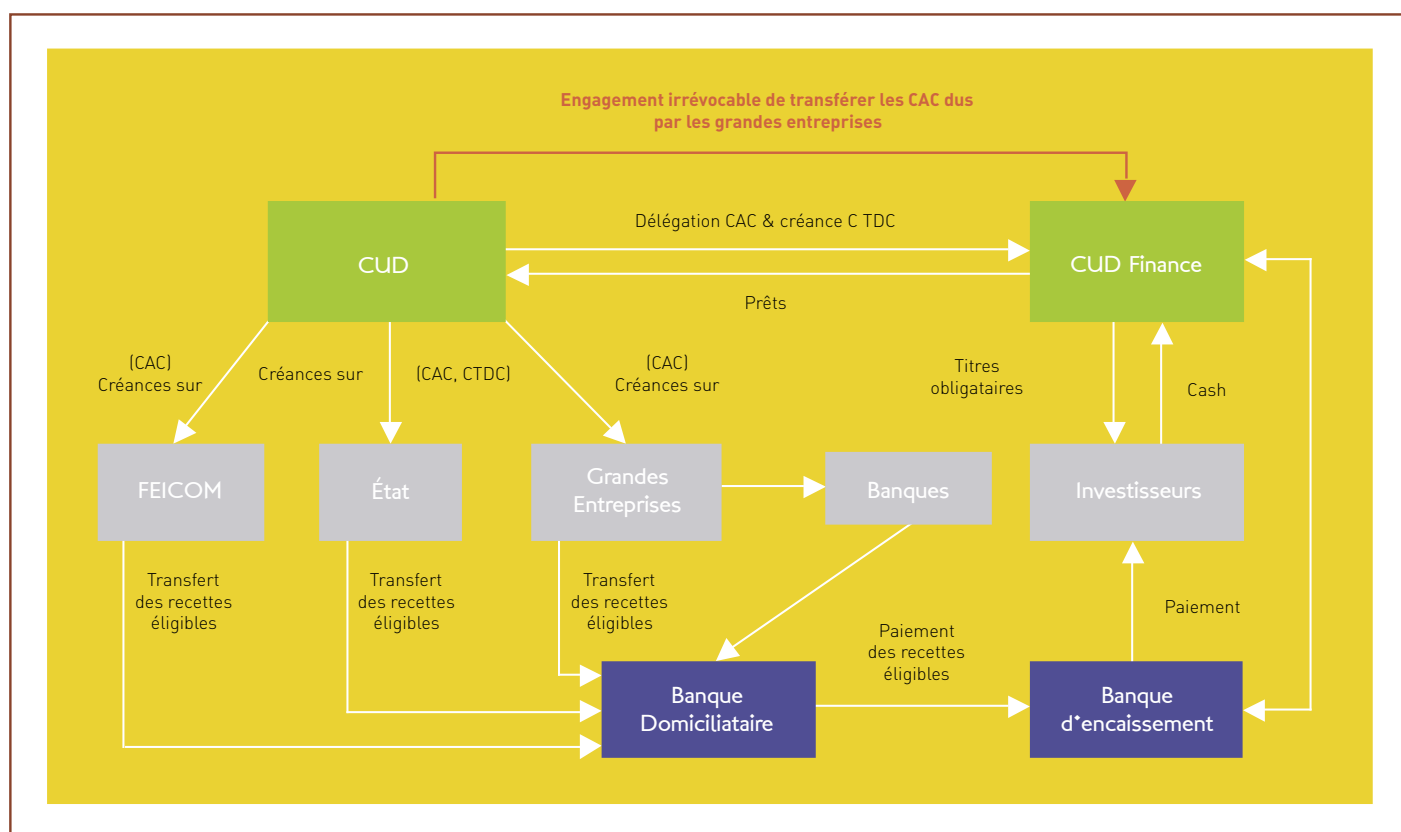 Engagement irrévocable de transférer les CAC dus
par les grandes entreprises
CUD
Délégation CAC & créance C TDC
CUD Finance
Prêts
(CAC)
Créances sur
Créances sur
(CAC, CTDC)
(CAC)
Créances sur
Titres
obligataires
Cash
FEICOM
État
Grandes
Entreprises
Banques
Investisseurs
Transfert
des recettes
éligibles
Transfert
des recettes
éligibles
Transfert
des recettes
éligibles
Paiement
des recettes
éligibles
Paiement
Banque
Domiciliataire
Banque
d'encaissement